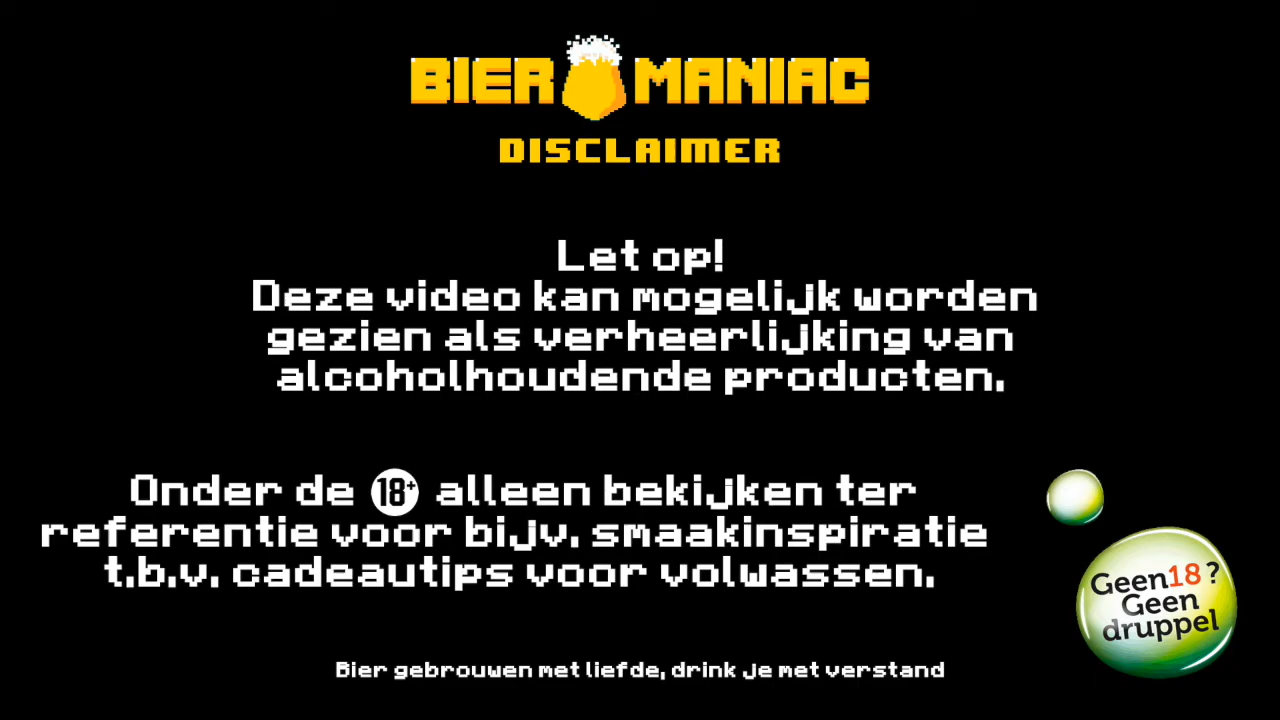 BIER MANIAC
DISCLAIMER
Let op!
Deze video kan mogelijk worden
gezien als verheerlijking van
alcoholhoudende producten.
Onder de 18+ alleen bekijken ter
referentie voor bijv. smaakinspiratie
t.b.v. cadeautips voor volwassen.
Geen18?
Geen
druppel
Bier gebrouwen met liefde, drink je met verstand